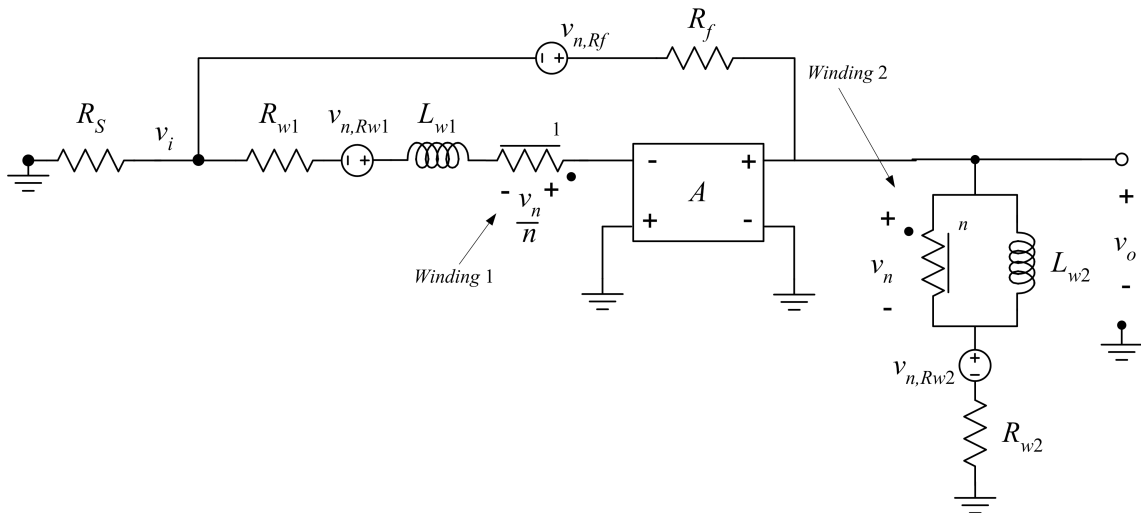 v_{n,Rf}
R_f
Winding 2
R_S
v_i
R_{w1}
v_{n,Rw1}
L_{w1}
1
- +
v_n
n
Winding 1
- +
A
+ -
+
n
v_n
-
L_{w2}
+
v_o
-
v_{n,Rw2}
+
-
R_{w2}